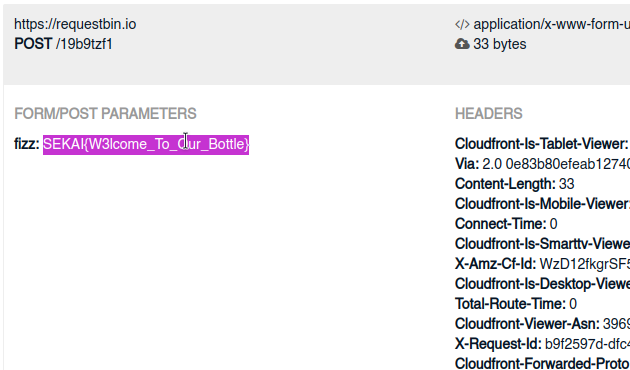 https://requestbin.io
POST /19b9tzf1
</> application/x-www-form-u
33 bytes
FORM/POST PARAMETERS
fizz: SEKAI{W3lcome_To_Our_Bottle}
HEADERS
Cloudfront-Is-Tablet-Viewer:
Via: 2.0 0e83b80efeab12740
Content-Length: 33
Cloudfront-Is-Mobile-Viewer:
Connect-Time: 0
Cloudfront-Is-Smarttv-Viewe
X-Amz-Cf-Id: WzD12fkgrSF5
Cloudfront-Is-Desktop-Viewe
Total-Route-Time: 0
Cloudfront-Viewer-Asn: 3969
X-Request-Id: b9f2597d-dfc4
Cloudfront-Forwarded-Proto